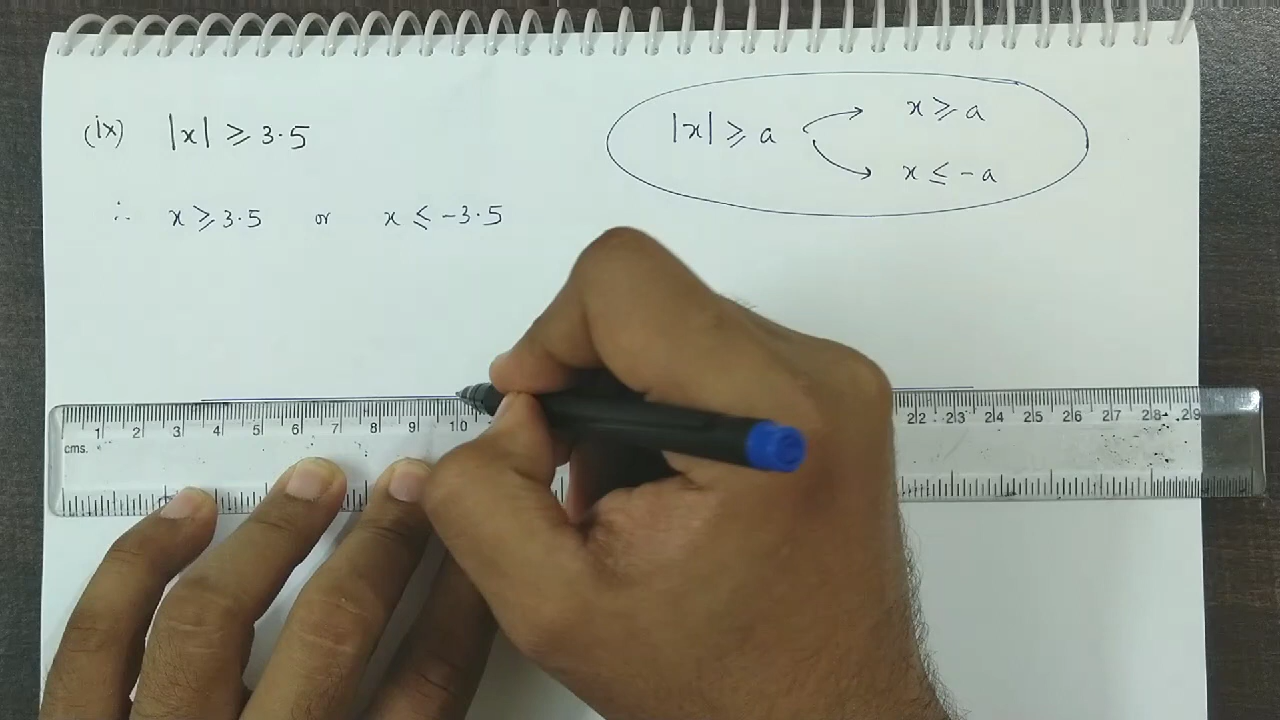 (ix) |x| ⩾ 3.5
|x| ⩾ a
x ⩾ a
x ≤ -a
∴ x ⩾ 3.5 or x ≤ -3.5
1 2 3 4 5 6 7 8 9 10 22 23 24 25 26 27 28 29
cms.